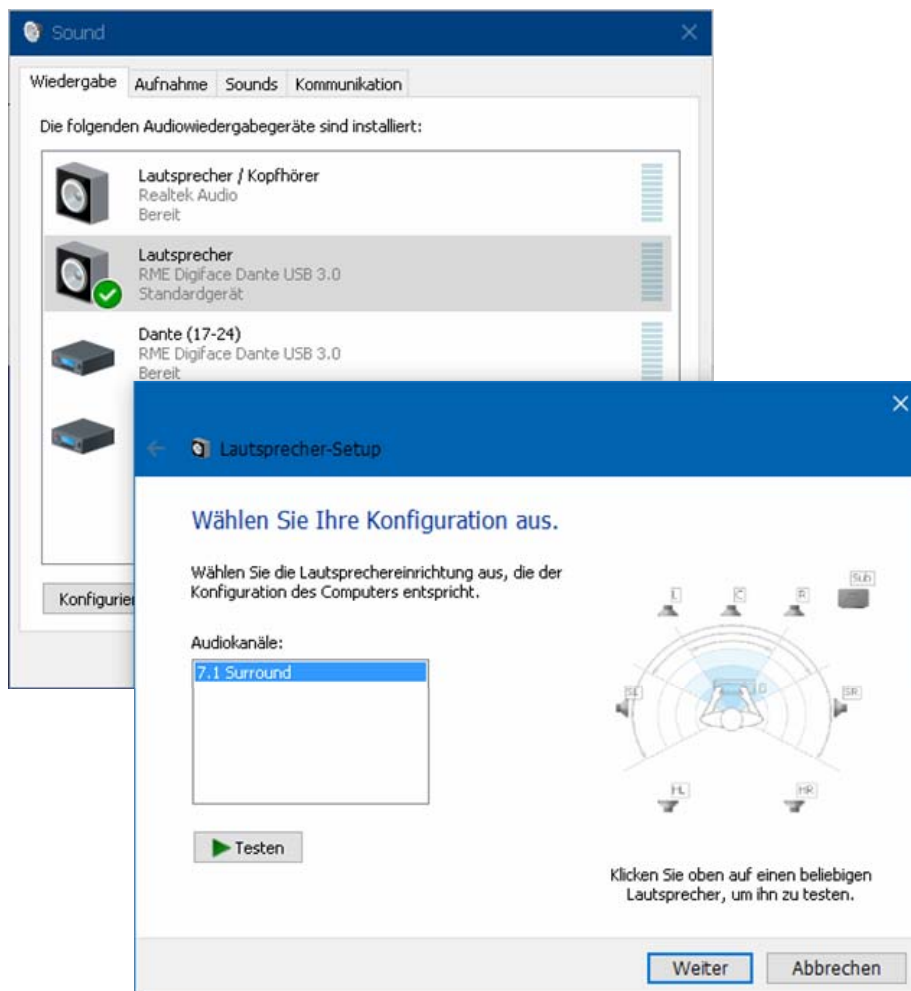 Sound
Wiedergabe Aufnahme Sounds Kommunikation
Die folgenden Audiowiedergabegeräte sind installiert:
Lautsprecher / Kopfhörer
Realtek Audio
Bereit
Lautsprecher
RME Digiface Dante USB 3.0
Standardgerät
Dante (17-24)
RME Digiface Dante USB 3.0
Bereit
Konfigurie
Lautsprecher-Setup
Wählen Sie Ihre Konfiguration aus.
Wählen Sie die Lautsprechereinrichtung aus, die der
Konfiguration des Computers entspricht.
Audiokanäle:
7.1 Surround
Testen
L C R Sub
SL SR
HL HR
Klicken Sie oben auf einen beliebigen
Lautsprecher, um ihn zu testen.
Weiter Abbrechen